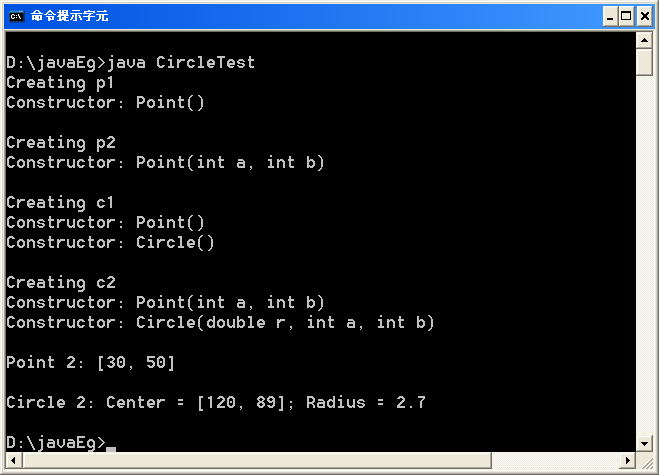 命令提示字元
D:\javaEg>java CircleTest
Creating p1
Constructor: Point()
Creating p2
Constructor: Point(int a, int b)
Creating c1
Constructor: Point()
Constructor: Circle()
Creating c2
Constructor: Point(int a, int b)
Constructor: Circle(double r, int a, int b)
Point 2: [30, 50]
Circle 2: Center = [120, 89]; Radius = 2.7
D:\javaEg>_